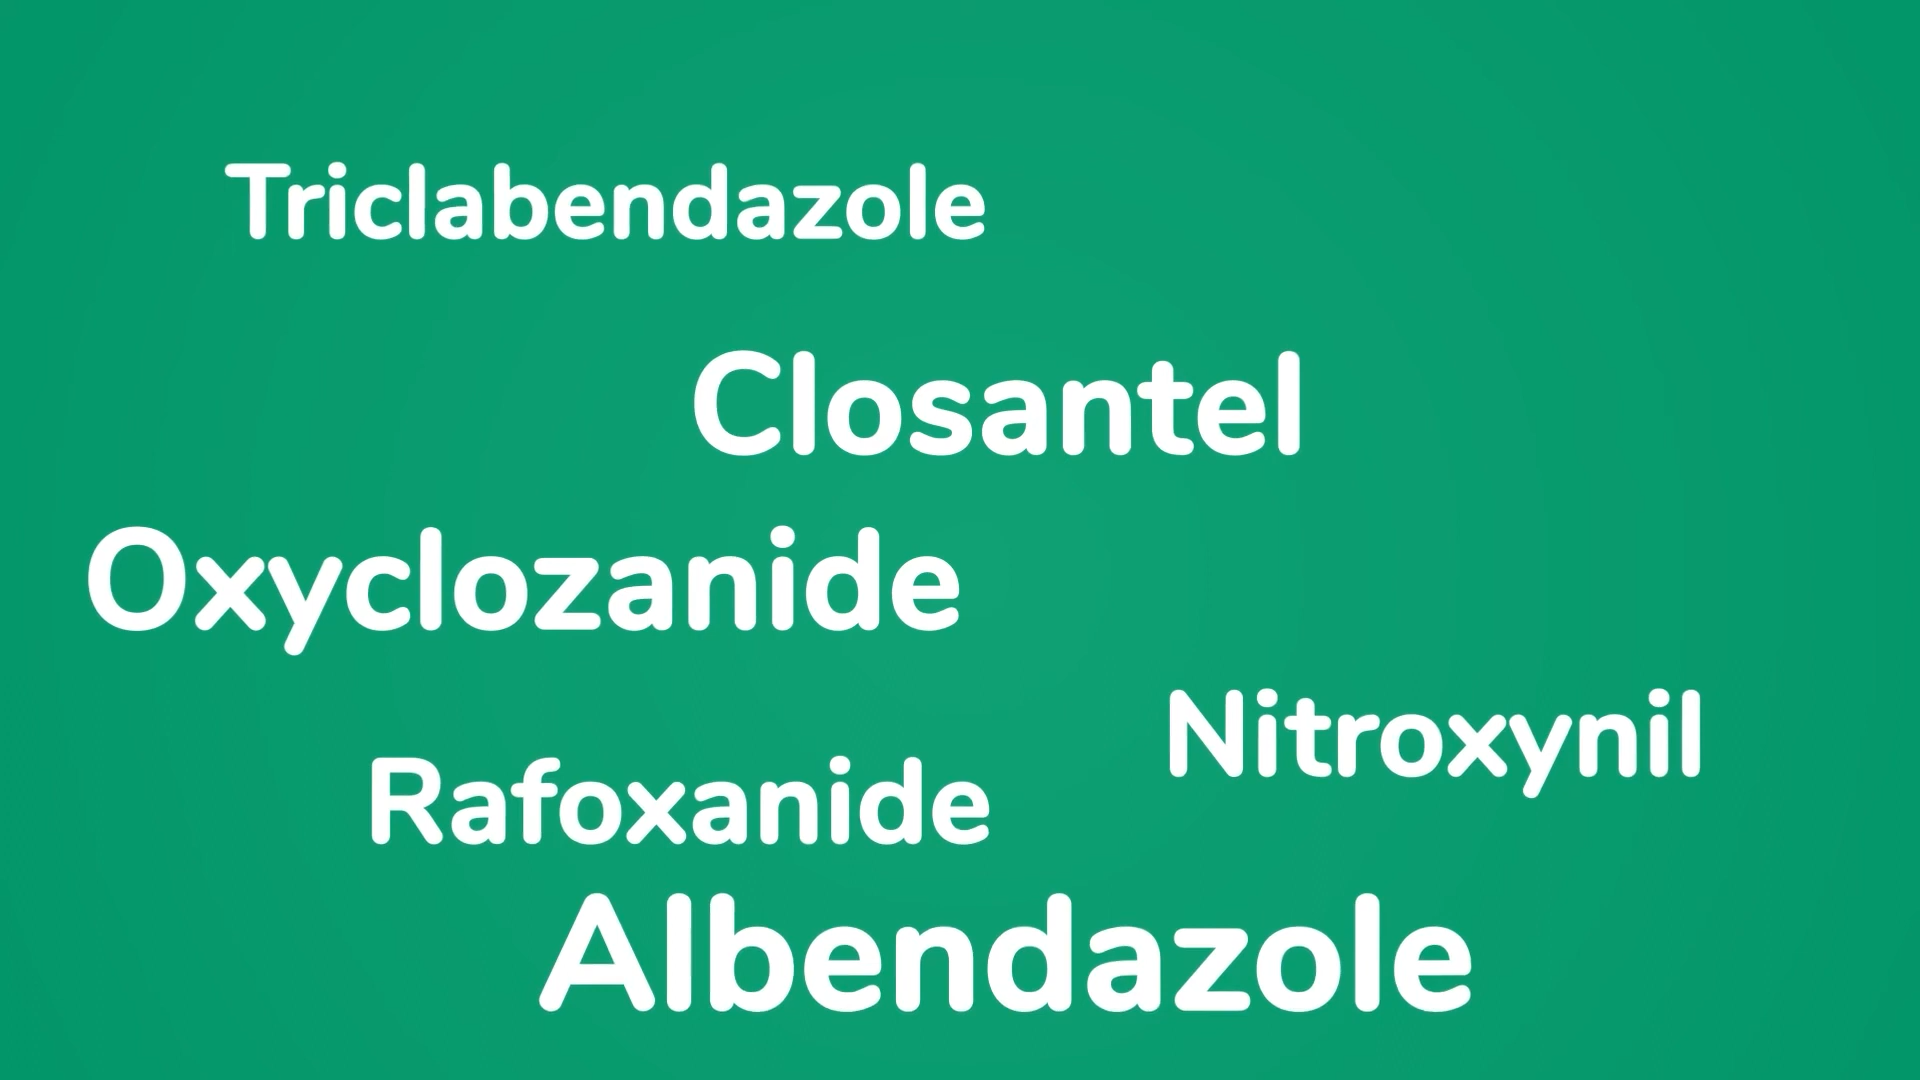 Triclabendazole
Closantel
Oxyclozanide
Nitroxynil
Rafoxanide
Albendazole